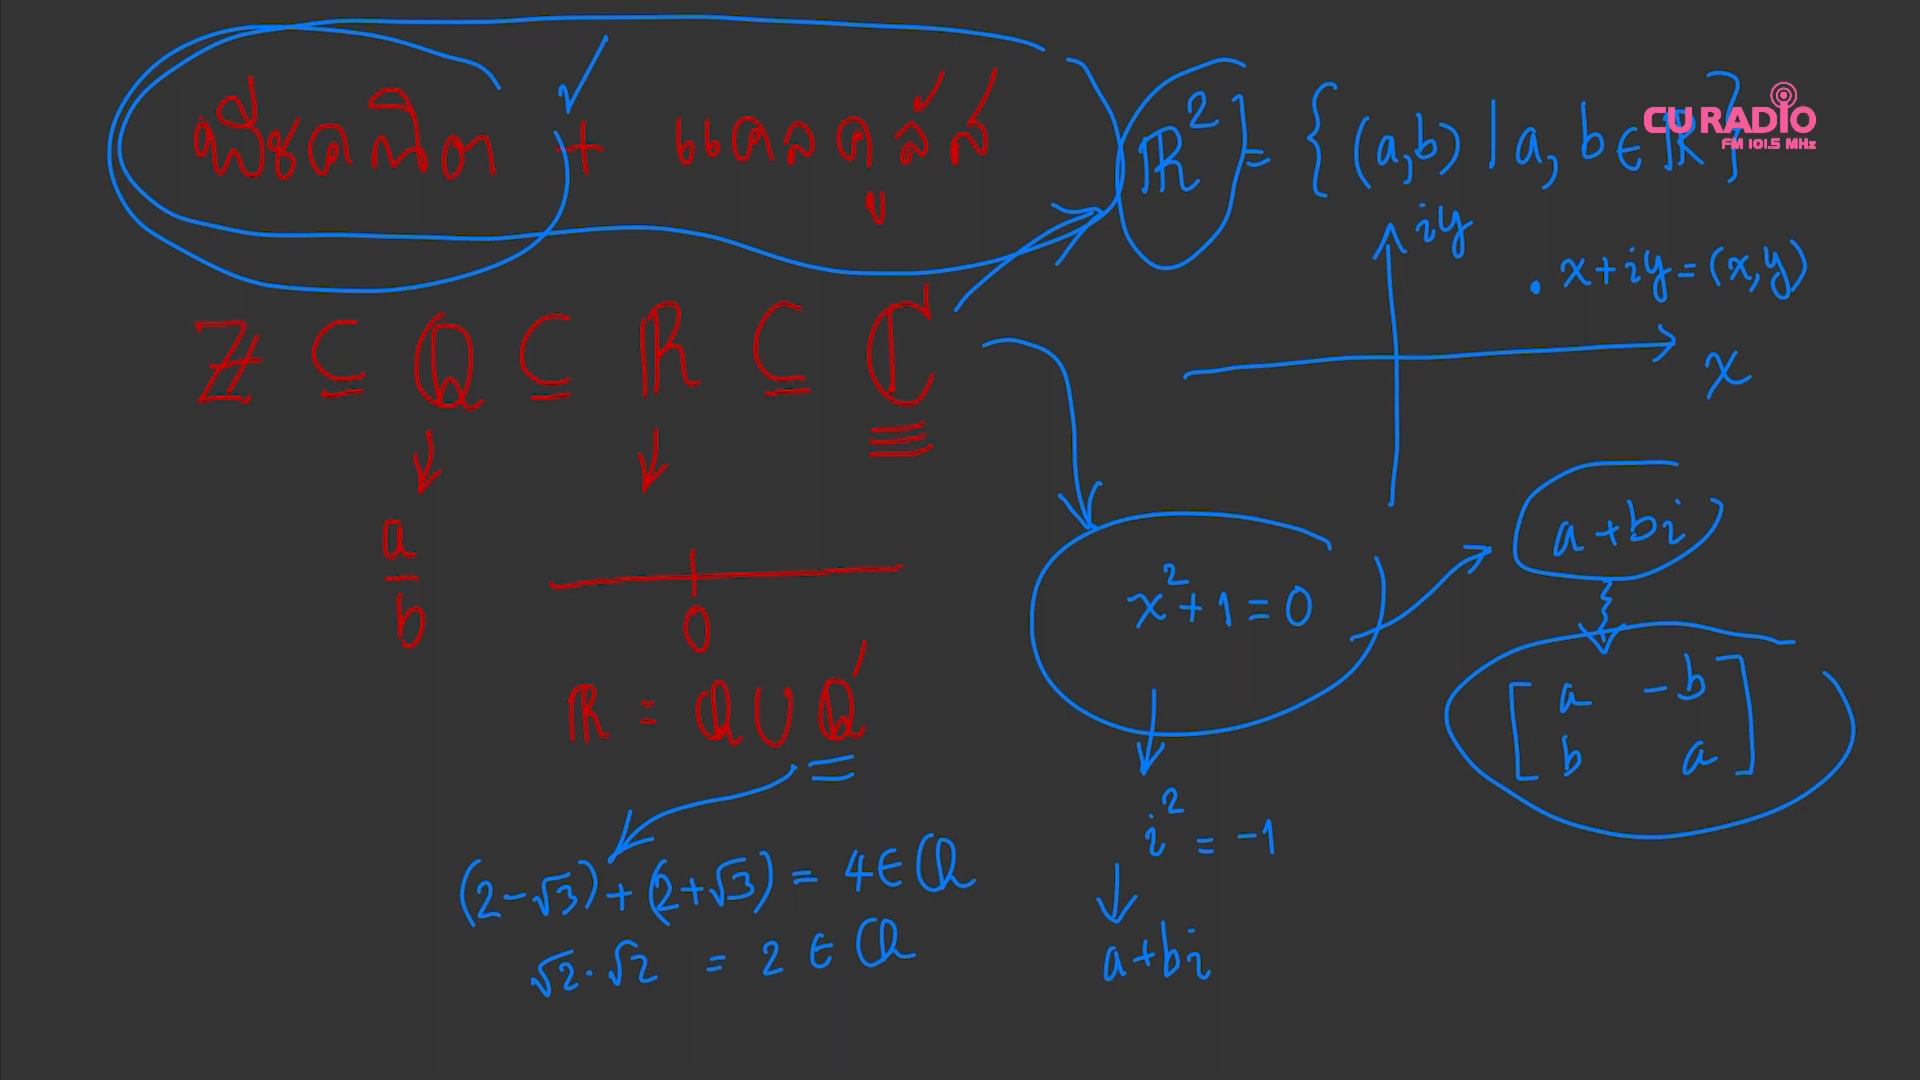 พีชคณิต + แคลคูลัส
ℝ² = {(a,b) | a, b ∈ ℝ}
CU RADIO
FM 101.5 MHz
iy
x+iy = (x,y)
x
ℤ ⊆ ℚ ⊆ ℝ ⊆ ℂ
a/b
0
ℝ = ℚ ∪ ℚ'
(2-√3)+(2+√3) = 4 ∈ ℚ
√2·√2 = 2 ∈ ℚ
x²+1=0
i² = -1
a+bi
a+bi
[a -b
b a]